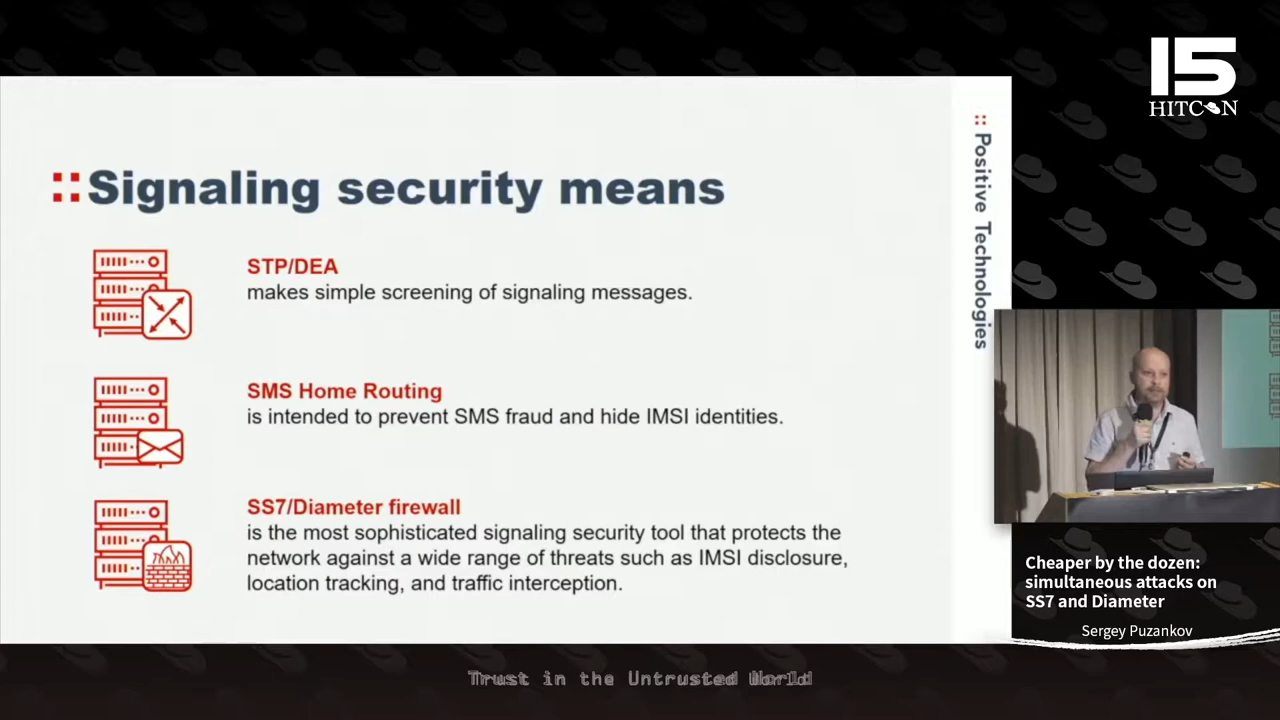 Signaling security means
STP/DEA
makes simple screening of signaling messages.
SMS Home Routing
is intended to prevent SMS fraud and hide IMSI identities.
SS7/Diameter firewall
is the most sophisticated signaling security tool that protects the
network against a wide range of threats such as IMSI disclosure,
location tracking, and traffic interception.
Positive Technologies
15
HITCON
Cheaper by the dozen:
simultaneous attacks on
SS7 and Diameter
Sergey Puzankov
Trust in the Untrusted World